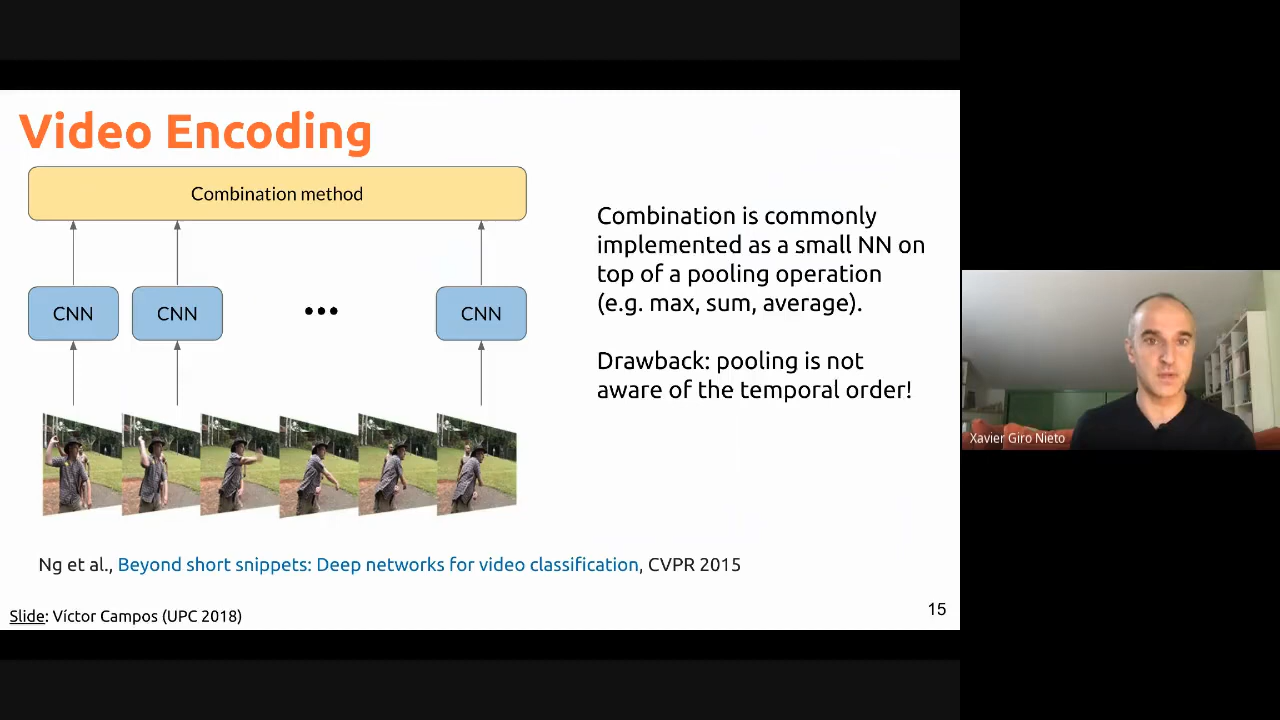 Video Encoding
Combination method
CNN
CNN
•••
CNN
Combination is commonly
implemented as a small NN on
top of a pooling operation
(e.g. max, sum, average).
Drawback: pooling is not
aware of the temporal order!
Ng et al., Beyond short snippets: Deep networks for video classification, CVPR 2015
Slide: Víctor Campos (UPC 2018)
15
Xavier Giro Nieto